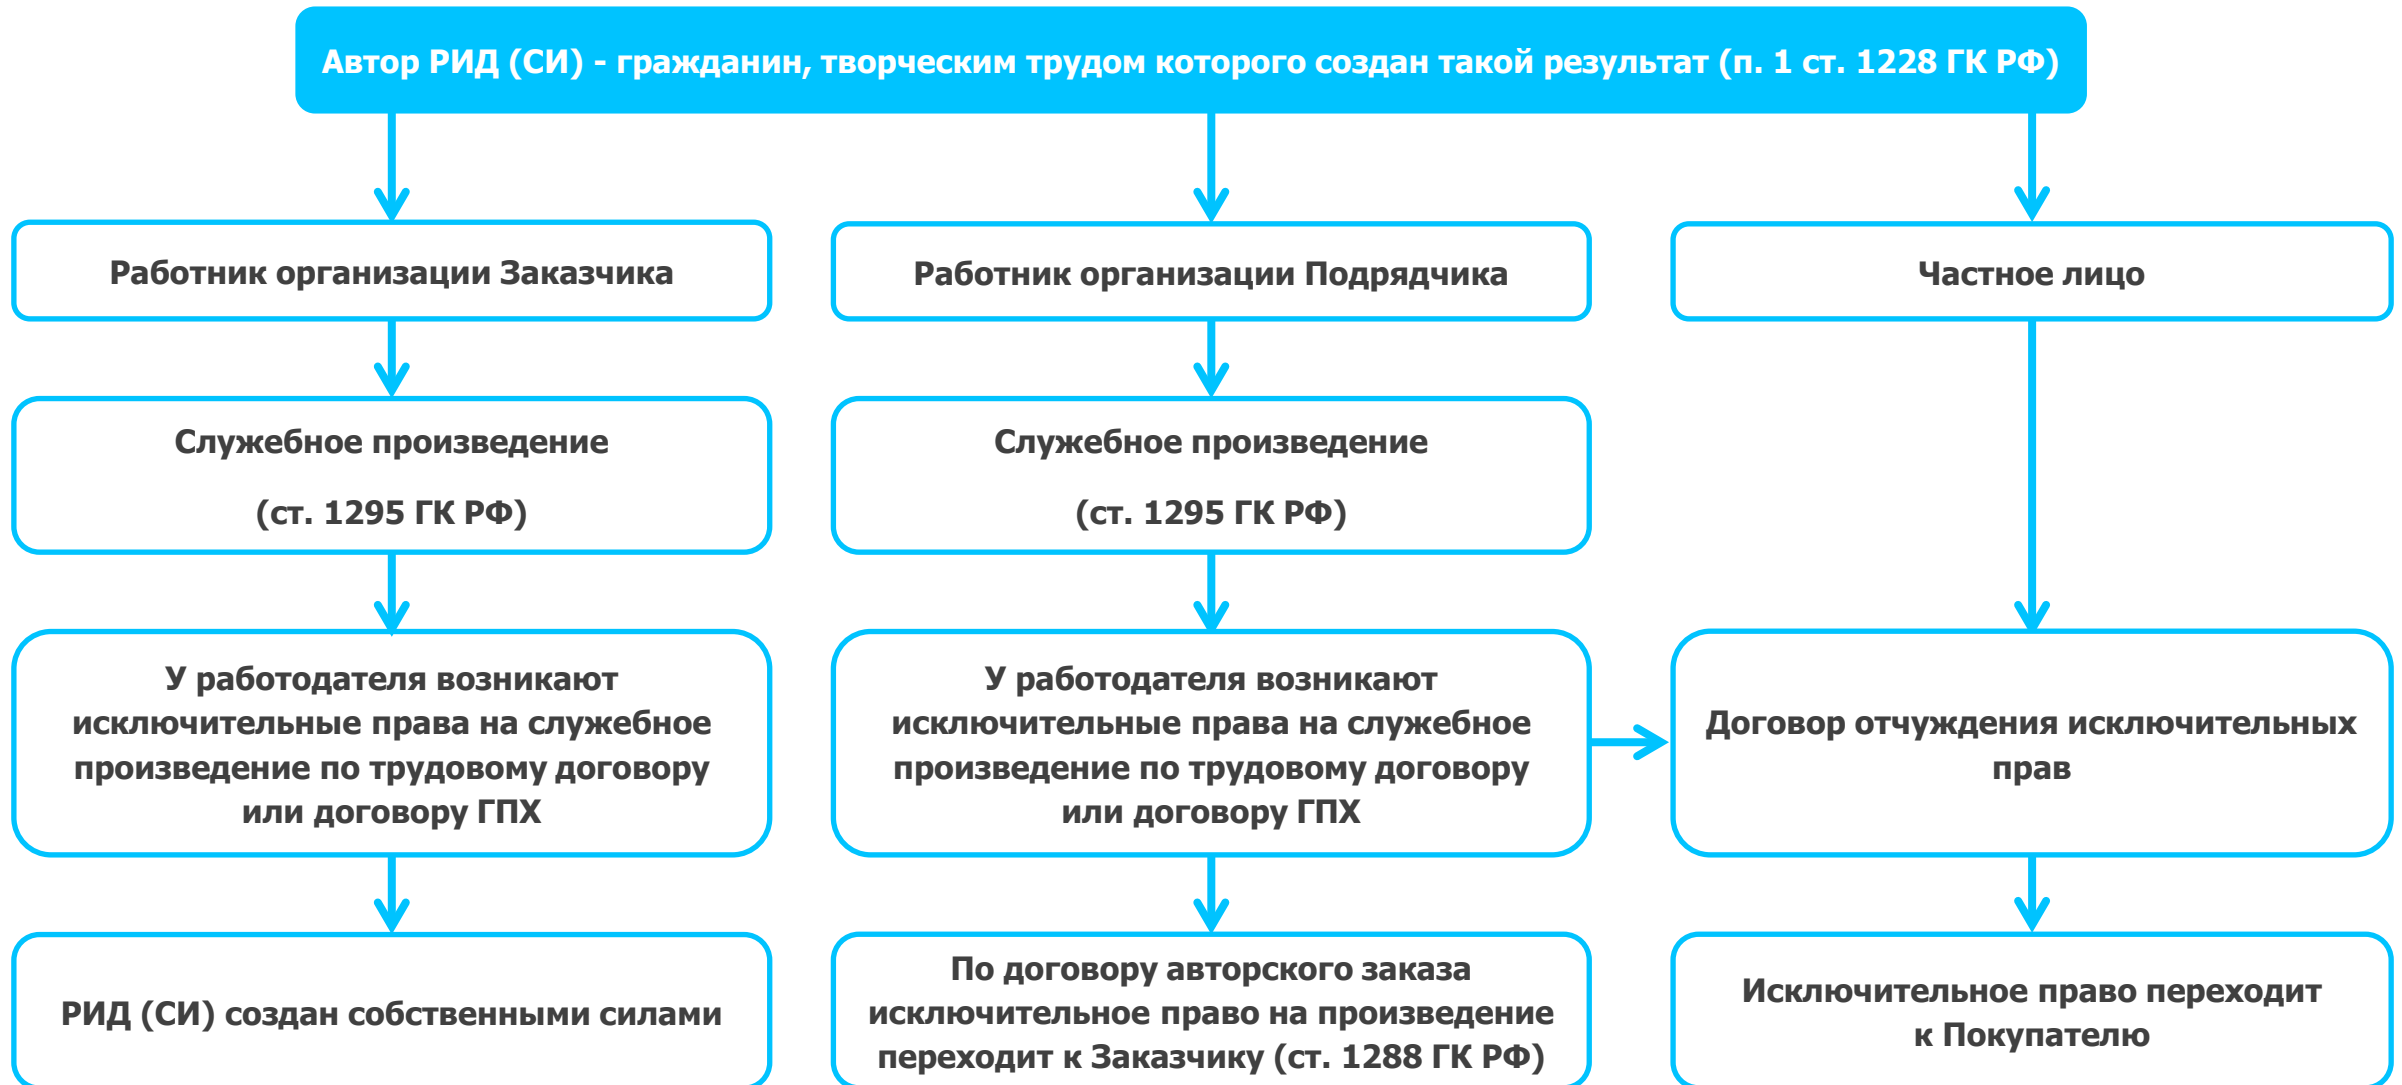 Автор РИД (СИ) - гражданин, творческим трудом которого создан такой результат (п. 1 ст. 1228 ГК РФ)
Работник организации Заказчика
Работник организации Подрядчика
Частное лицо
Служебное произведение
(ст. 1295 ГК РФ)
Служебное произведение
(ст. 1295 ГК РФ)
У работодателя возникают
исключительные права на служебное
произведение по трудовому договору
или договору ГПХ
У работодателя возникают
исключительные права на служебное
произведение по трудовому договору
или договору ГПХ
Договор отчуждения исключительных
прав
РИД (СИ) создан собственными силами
По договору авторского заказа
исключительное право на произведение
переходит к Заказчику (ст. 1288 ГК РФ)
Исключительное право переходит
к Покупателю